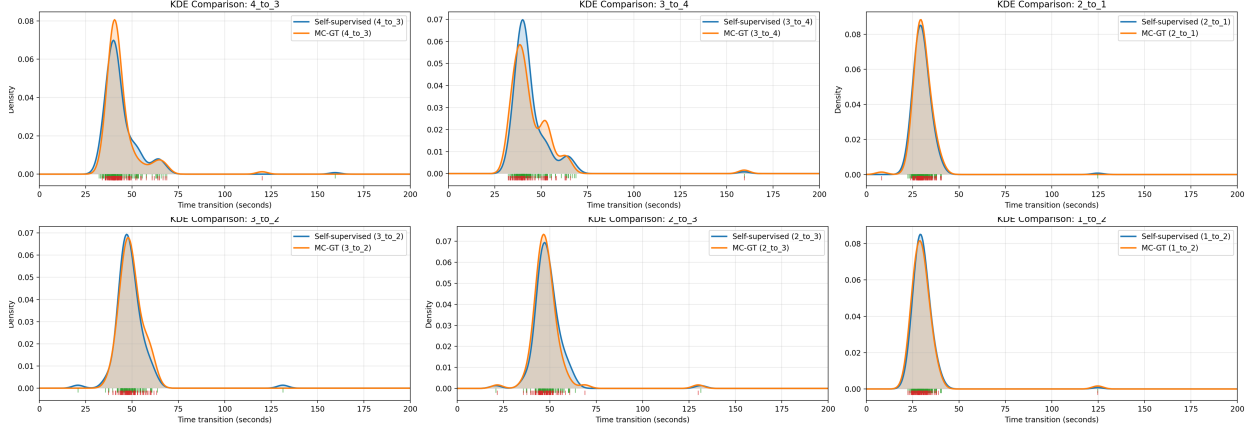 KDE Comparison: 4_to_3
Density
0.08
0.06
0.04
0.02
0.00
Self-supervised (4_to_3)
MC-GT (4_to_3)
0 25 50 75 100 125 150 175 200
Time transition (seconds)
KDE Comparison: 3_to_4
Density
0.07
0.06
0.05
0.04
0.03
0.02
0.01
0.00
Self-supervised (3_to_4)
MC-GT (3_to_4)
0 25 50 75 100 125 150 175 200
Time transition (seconds)
KDE Comparison: 2_to_1
Density
0.08
0.06
0.04
0.02
0.00
Self-supervised (2_to_1)
MC-GT (2_to_1)
0 25 50 75 100 125 150 175 200
Time transition (seconds)
KDE Comparison: 3_to_2
Density
0.07
0.06
0.05
0.04
0.03
0.02
0.01
0.00
Self-supervised (3_to_2)
MC-GT (3_to_2)
0 25 50 75 100 125 150 175 200
Time transition (seconds)
KDE Comparison: 2_to_3
Density
0.07
0.06
0.05
0.04
0.03
0.02
0.01
0.00
Self-supervised (2_to_3)
MC-GT (2_to_3)
0 25 50 75 100 125 150 175 200
Time transition (seconds)
KDE Comparison: 1_to_2
Density
0.08
0.06
0.04
0.02
0.00
Self-supervised (1_to_2)
MC-GT (1_to_2)
0 25 50 75 100 125 150 175 200
Time transition (seconds)